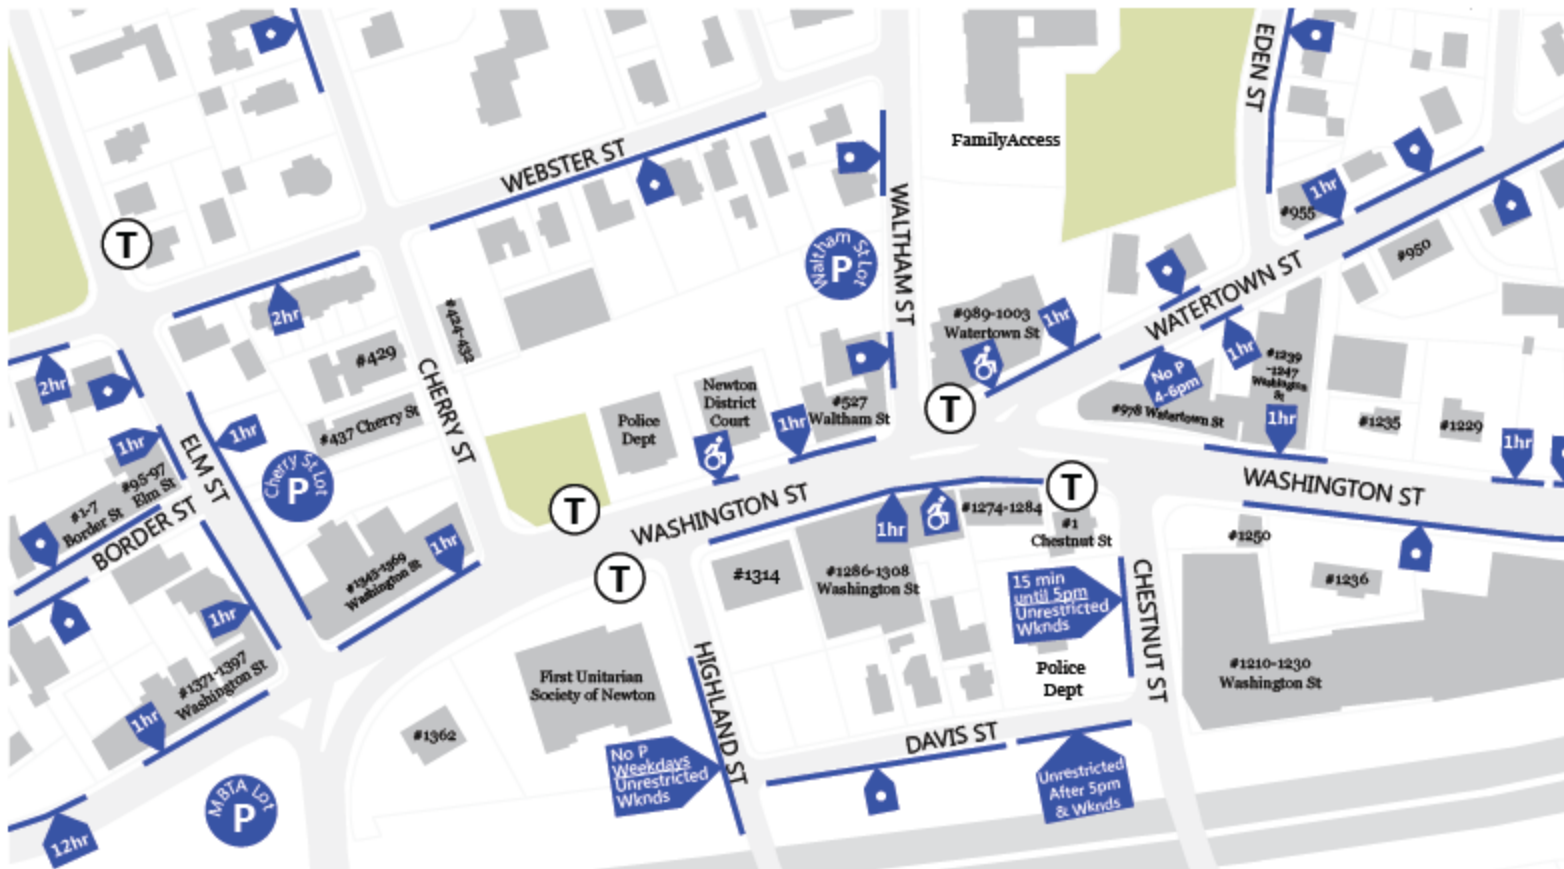 EDEN ST
FamilyAccess
WEBSTER ST
WALTHAM ST
1hr
#955
T
Waltham St Lot
P
#950
WATERTOWN ST
2hr
#424-432
#989-1003
Watertown St
1hr
1hr
#1239
-1247
Washington
St
No P
4-6pm
#978 Watertown St
2hr
#429
CHERRY ST
#437 Cherry St
Newton
District
Court
Police
Dept
1hr
#527
Waltham St
T
1hr
#1235
#1229
1hr
1hr
1hr
ELM ST
Cherry St Lot
P
#95-97
Elm St
#1-7
Border St
BORDER ST
WASHINGTON ST
T
WASHINGTON ST
T
1hr
#1274-1284
#1
Chestnut St
#1250
1hr
#1345-1369
Washington St
T
#1314
#1286-1308
Washington St
15 min
until 5pm
Unrestricted
Wknds
CHESTNUT ST
#1236
1hr
#1371-1397
Washington St
First Unitarian
Society of Newton
HIGHLAND ST
Police
Dept
#1210-1230
Washington St
1hr
#1362
DAVIS ST
No P
Weekdays
Unrestricted
Wknds
Unrestricted
After 5pm
& Wknds
MBTA Lot
P
12hr